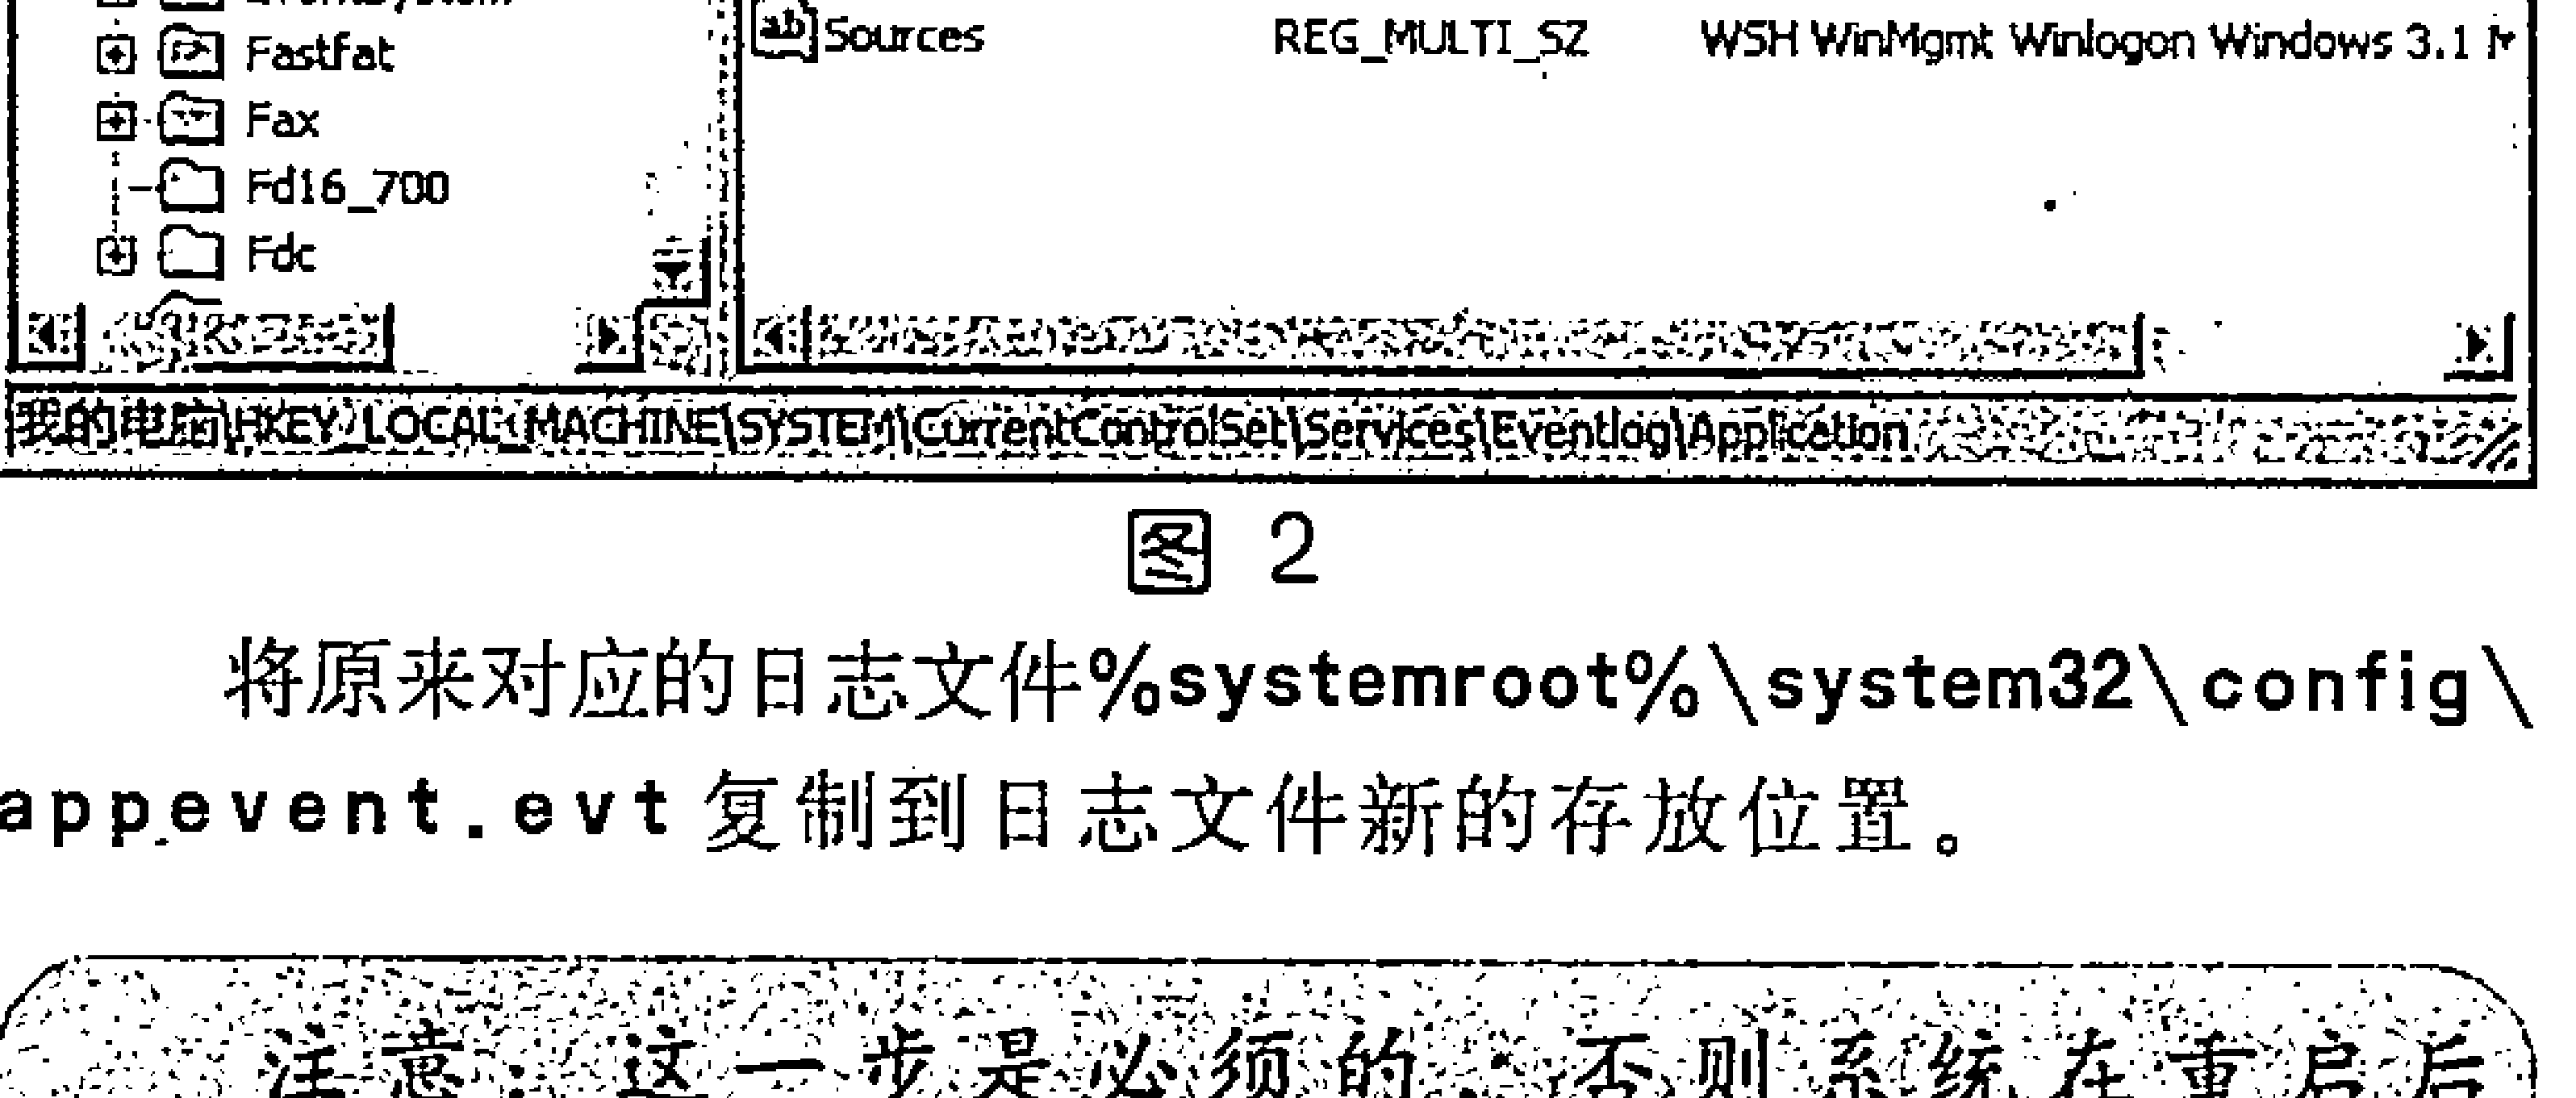 Sources REG_MULTI_SZ WSH WinMgmt Winlogon Windows 3.1
Fastfat
Fax
Fd16_700
Fdc
我的电脑\HKEY_LOCAL_MACHINE\SYSTEM\CurrentControlSet\Services\Eventlog\Application
图 2
将原来对应的日志文件%systemroot%\system32\config\
appevent.evt复制到日志文件新的存放位置。
注意：这一步是必须的，否则系统在重启后